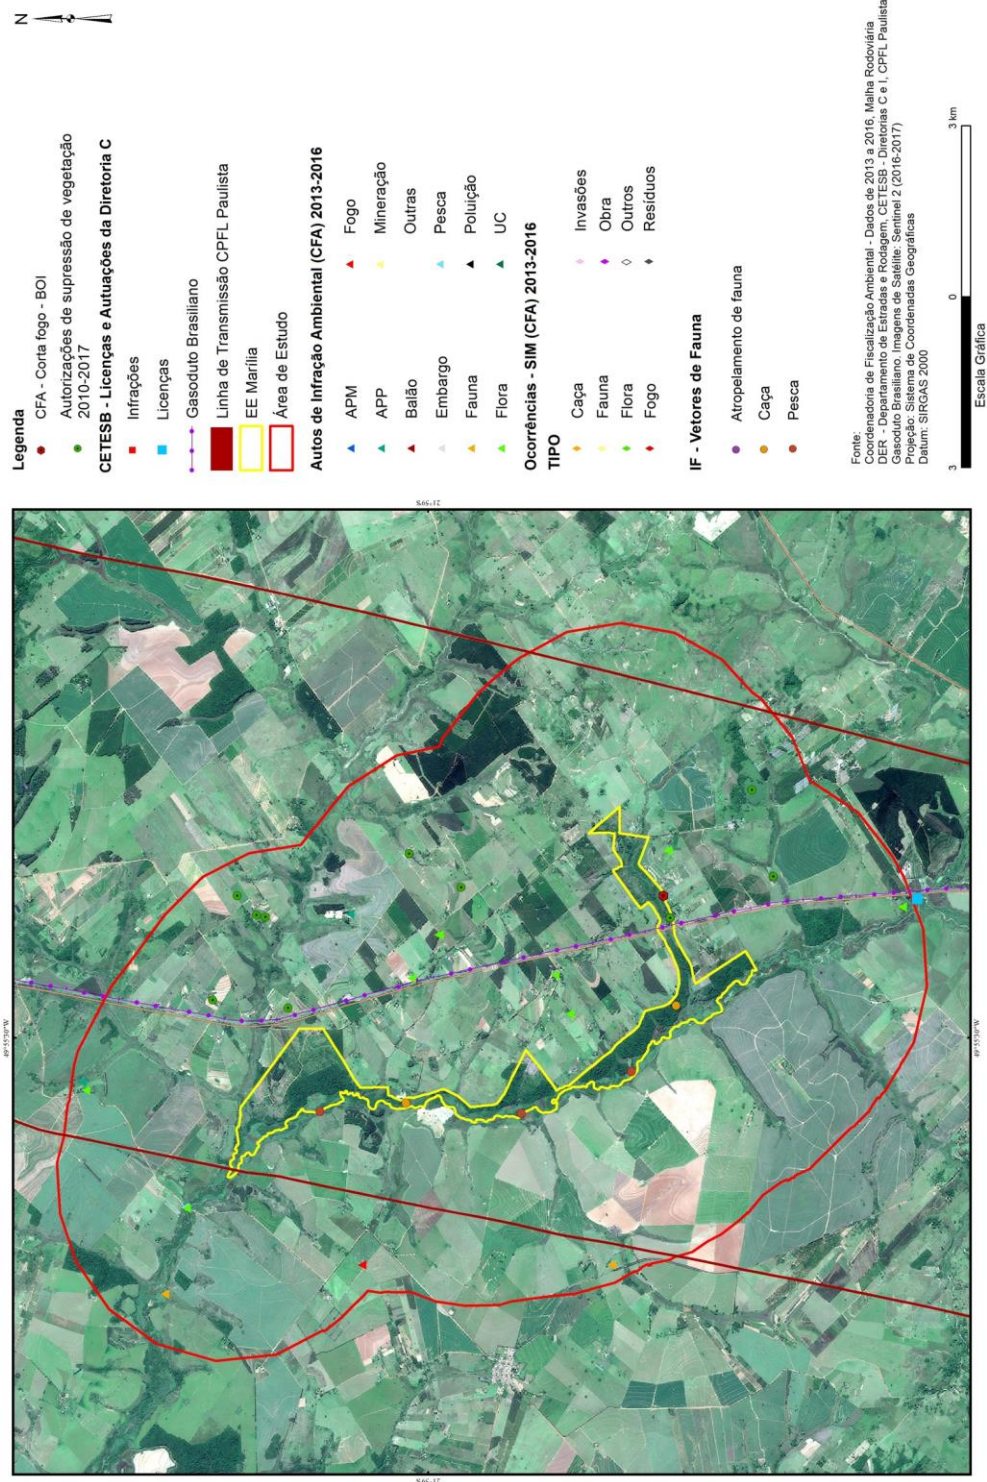 N
Legenda
CFA - Corta fogo - BOI
Autorizações de supressão de vegetação
2010-2017
CETESB - Licenças e Autuações da Diretoria C
Infrações
Licenças
Gasoduto Brasiliano
Linha de Transmissão CPFL Paulista
EE Marília
Área de Estudo
Autos de Infração Ambiental (CFA) 2013-2016
APM
APP
Balão
Embargo
Fauna
Flora
Fogo
Mineração
Outras
Pesca
Poluição
UC
Ocorrências - SIM (CFA) 2013-2016
TIPO
Caça
Fauna
Flora
Fogo
Invasões
Obra
Outros
Resíduos
IF - Vetores de Fauna
Atropelamento de fauna
Caça
Pesca
Fonte:
Coordenadoria de Fiscalização Ambiental - Dados de 2013 a 2016, Malha Rodoviária
DER - Departamento de Estradas e Rodagem, CETESB - Diretorias C e I, CPFL Paulista
Gasoduto Brasiliano. Imagens de Satélite: Sentinel 2 (2016-2017)
Projeção: Sistema de Coordenadas Geográficas
Datum: SIRGAS 2000
3 0 3 km
Escala Gráfica
49°55'30"W
49°55'30"W